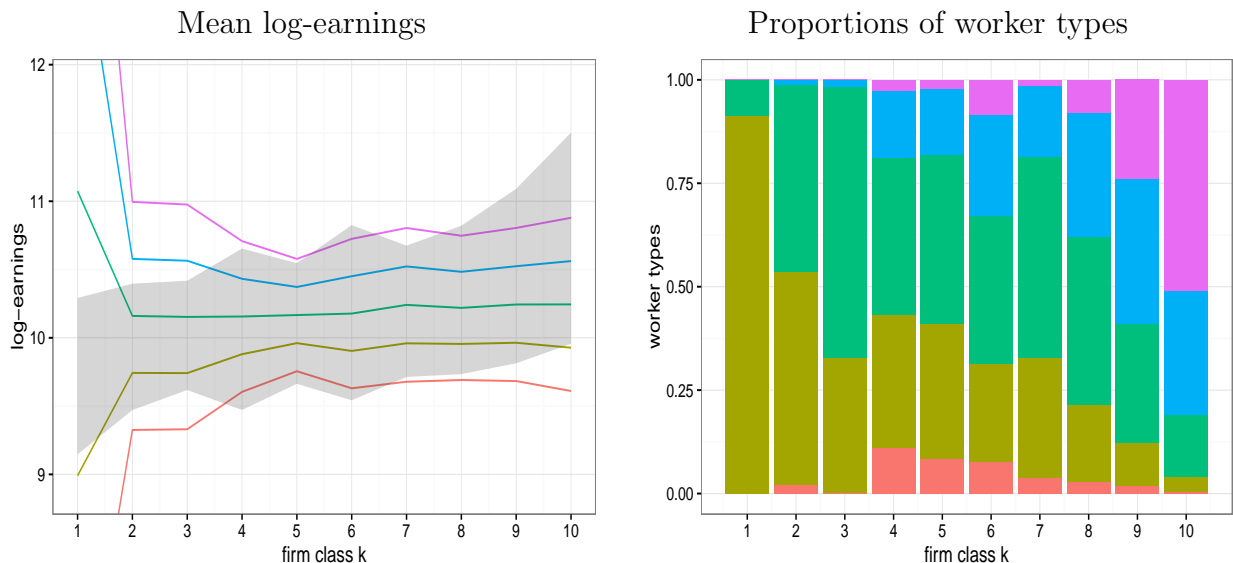 Mean log-earnings
12
11
10
9
log−earnings
1 2 3 4 5 6 7 8 9 10
firm class k
Proportions of worker types
1.00
0.75
0.50
0.25
0.00
worker types
1 2 3 4 5 6 7 8 9 10
firm class k